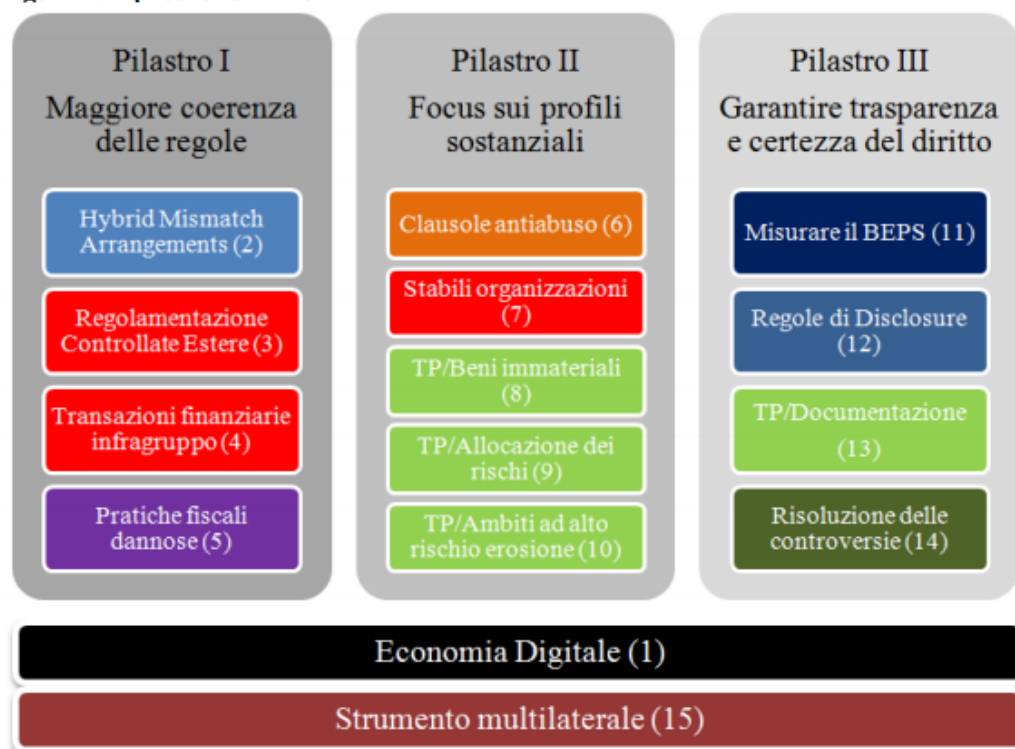 Pilastro I
Maggiore coerenza
delle regole
Hybrid Mismatch
Arrangements (2)
Regolamentazione
Controllate Estere (3)
Transazioni finanziarie
infragruppo (4)
Pratiche fiscali
dannose (5)
Pilastro II
Focus sui profili
sostanziali
Clausole antiabuso (6)
Stabili organizzazioni
(7)
TP/Beni immateriali
(8)
TP/Allocazione dei
rischi (9)
TP/Ambiti ad alto
rischio erosione (10)
Pilastro III
Garantire trasparenza
e certezza del diritto
Misurare il BEPS (11)
Regole di Disclosure
(12)
TP/Documentazione
(13)
Risoluzione delle
controversie (14)
Economia Digitale (1)
Strumento multilaterale (15)